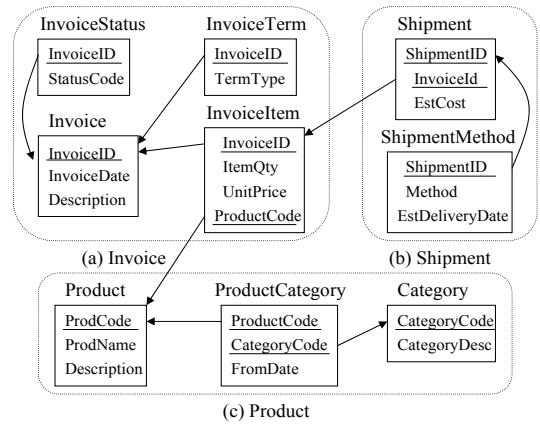 InvoiceStatus
InvoiceID
StatusCode
InvoiceTerm
InvoiceID
TermType
Invoice
InvoiceID
InvoiceDate
Description
InvoiceItem
InvoiceID
ItemQty
UnitPrice
ProductCode
(a) Invoice
Shipment
ShipmentID
InvoiceId
EstCost
ShipmentMethod
ShipmentID
Method
EstDeliveryDate
(b) Shipment
Product
ProdCode
ProdName
Description
ProductCategory
ProductCode
CategoryCode
FromDate
Category
CategoryCode
CategoryDesc
(c) Product